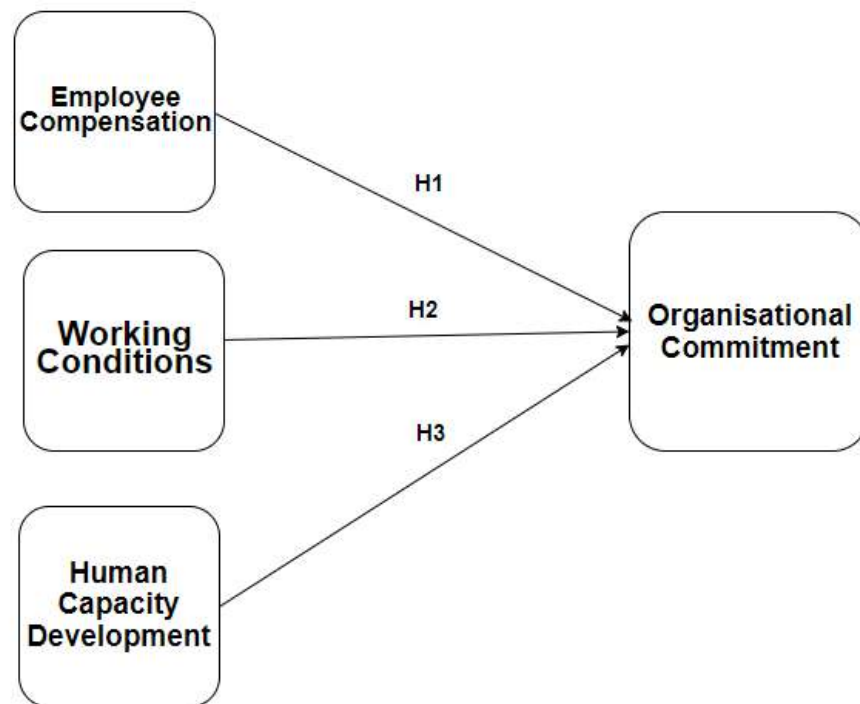 Employee
Compensation
H1
Working
Conditions
H2
Organisational
Commitment
H3
Human
Capacity
Development